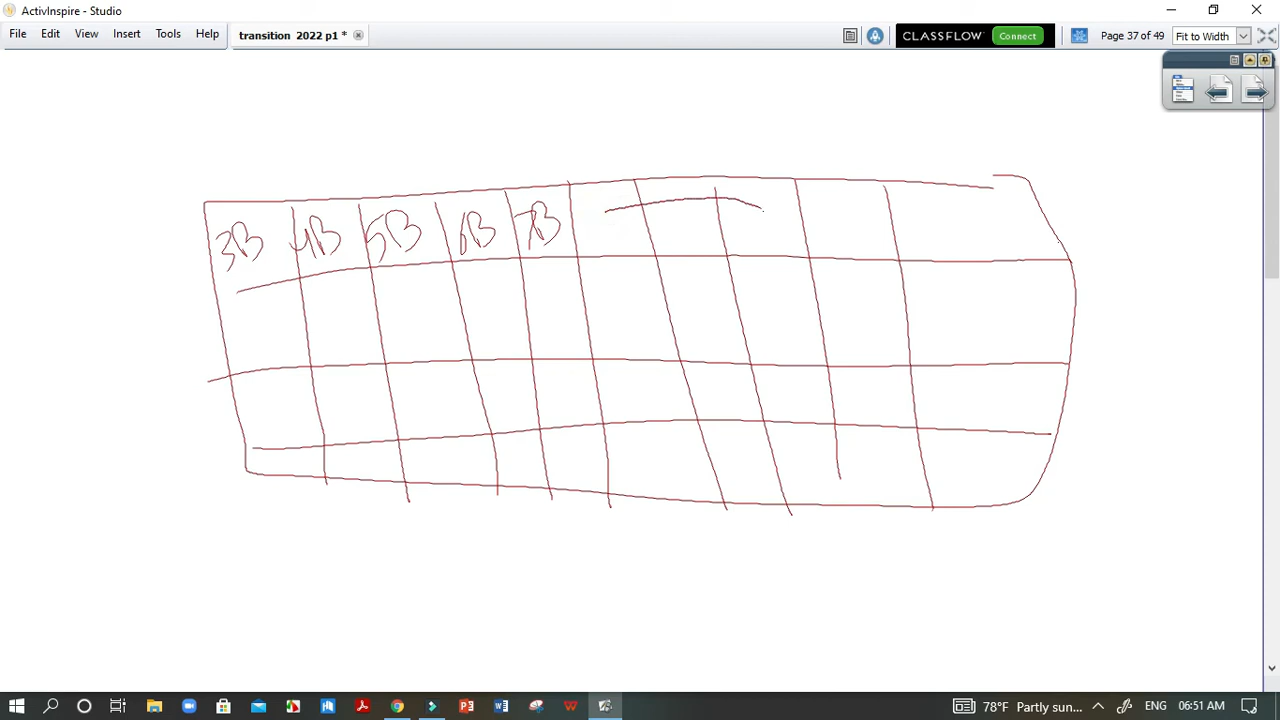 ActivInspire - Studio
File Edit View Insert Tools Help
transition 2022 p1 *
CLASSFLOW Connect
Page 37 of 49
Fit to Width
3B 4B 5B 6B 7B
78°F Partly sun... ENG 06:51 AM